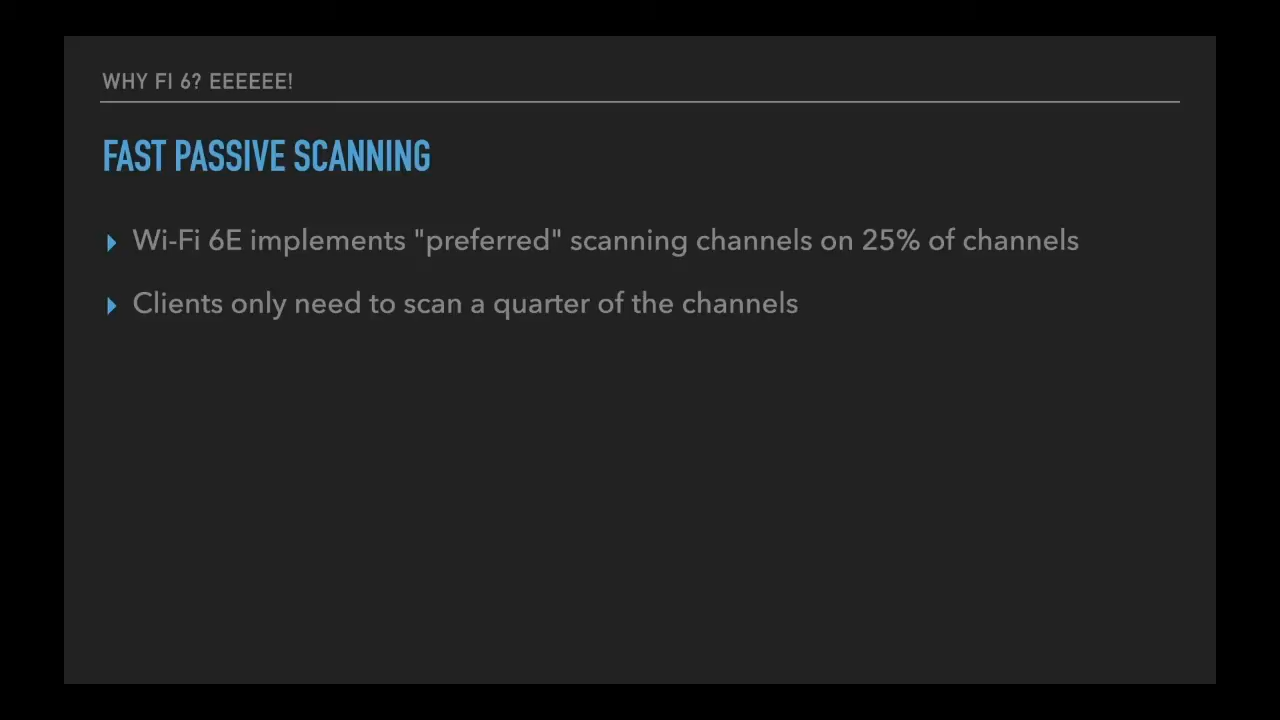 WHY FI 6? EEEEEE!
FAST PASSIVE SCANNING
Wi-Fi 6E implements "preferred" scanning channels on 25% of channels
Clients only need to scan a quarter of the channels